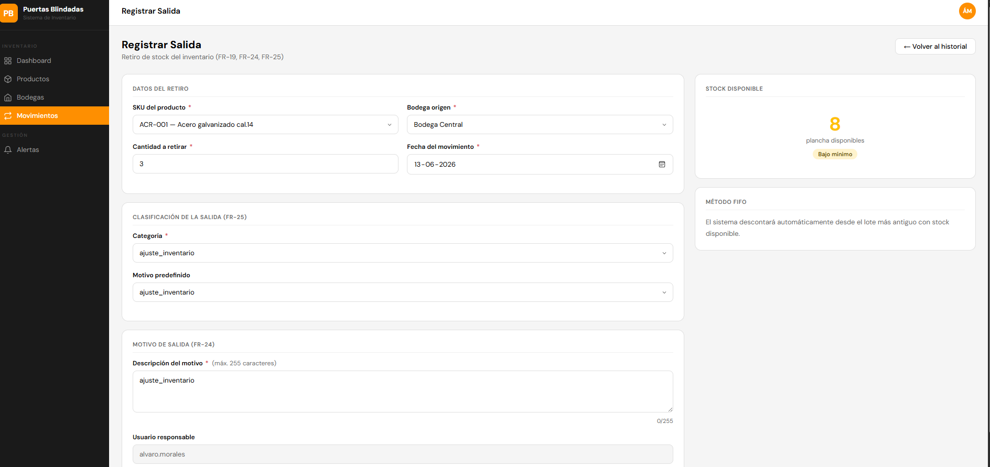 PB
Puertas Blindadas
Sistema de Inventario
INVENTARIO
Dashboard
Productos
Bodegas
Movimientos
GESTIÓN
Alertas
Registrar Salida
ÁM
Registrar Salida
Retiro de stock del inventario (FR-19, FR-24, FR-25)
← Volver al historial
DATOS DEL RETIRO
SKU del producto *
ACR-001 — Acero galvanizado cal.14
Bodega origen *
Bodega Central
Cantidad a retirar *
3
Fecha del movimiento *
13-06-2026
CLASIFICACIÓN DE LA SALIDA (FR-25)
Categoría *
ajuste_inventario
Motivo predefinido
ajuste_inventario
MOTIVO DE SALIDA (FR-24)
Descripción del motivo * (máx. 255 caracteres)
ajuste_inventario
0/255
Usuario responsable
alvaro.morales
STOCK DISPONIBLE
8
plancha disponibles
Bajo mínimo
MÉTODO FIFO
El sistema descontará automáticamente desde el lote más antiguo con stock
disponible.